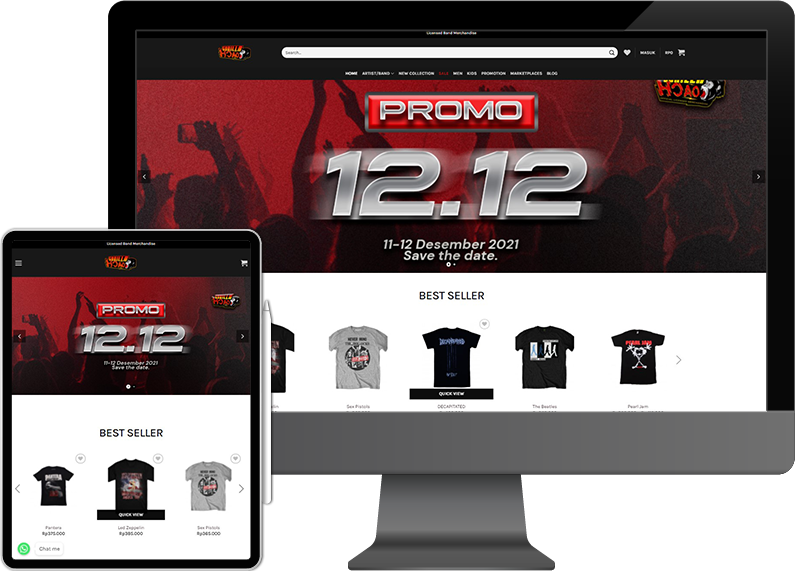 Licensed Band Merchandise
Search...
MASUK
RP0
HOME ARTIST/BAND NEW COLLECTION SALE MEN KIDS PROMOTION MARKETPLACES BLOG
PROMO
12.12
11-12 Desember 2021
Save the date.
BEST SELLER
QUICK VIEW
Sex Pistols
DECAPITATED
The Beatles
Pearl Jam
Licensed Band Merchandise
PROMO
12.12
11-12 Desember 2021
Save the date.
BEST SELLER
PANTERA
QUICK VIEW
Pantera
Led Zeppelin
Sex Pistols
Rp375.000
Rp365.000
Rp365.000
Chat me